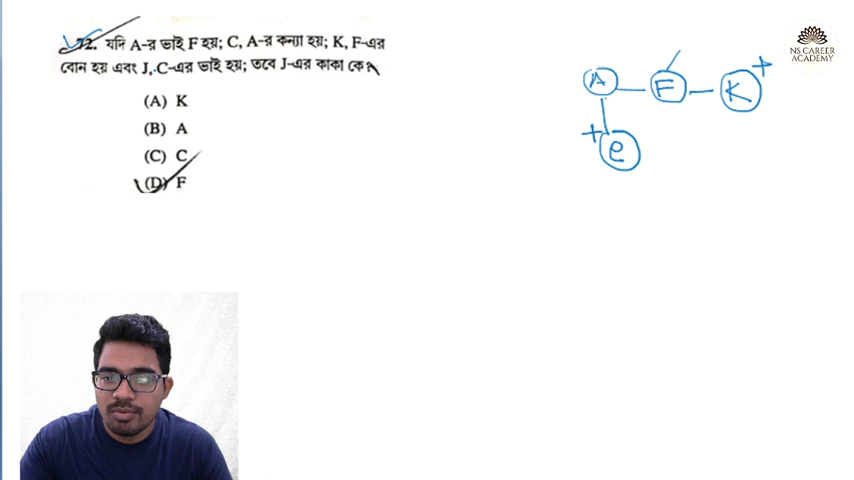 72. যদি A-র ভাই F হয়; C, A-র কন্যা হয়; K, F-এর
বোন হয় এবং J, C-এর ভাই হয়; তবে J-এর কাকা কে?
(A) K
(B) A
(C) C
(D) F
A F K +
+ C
NS CAREER
ACADEMY